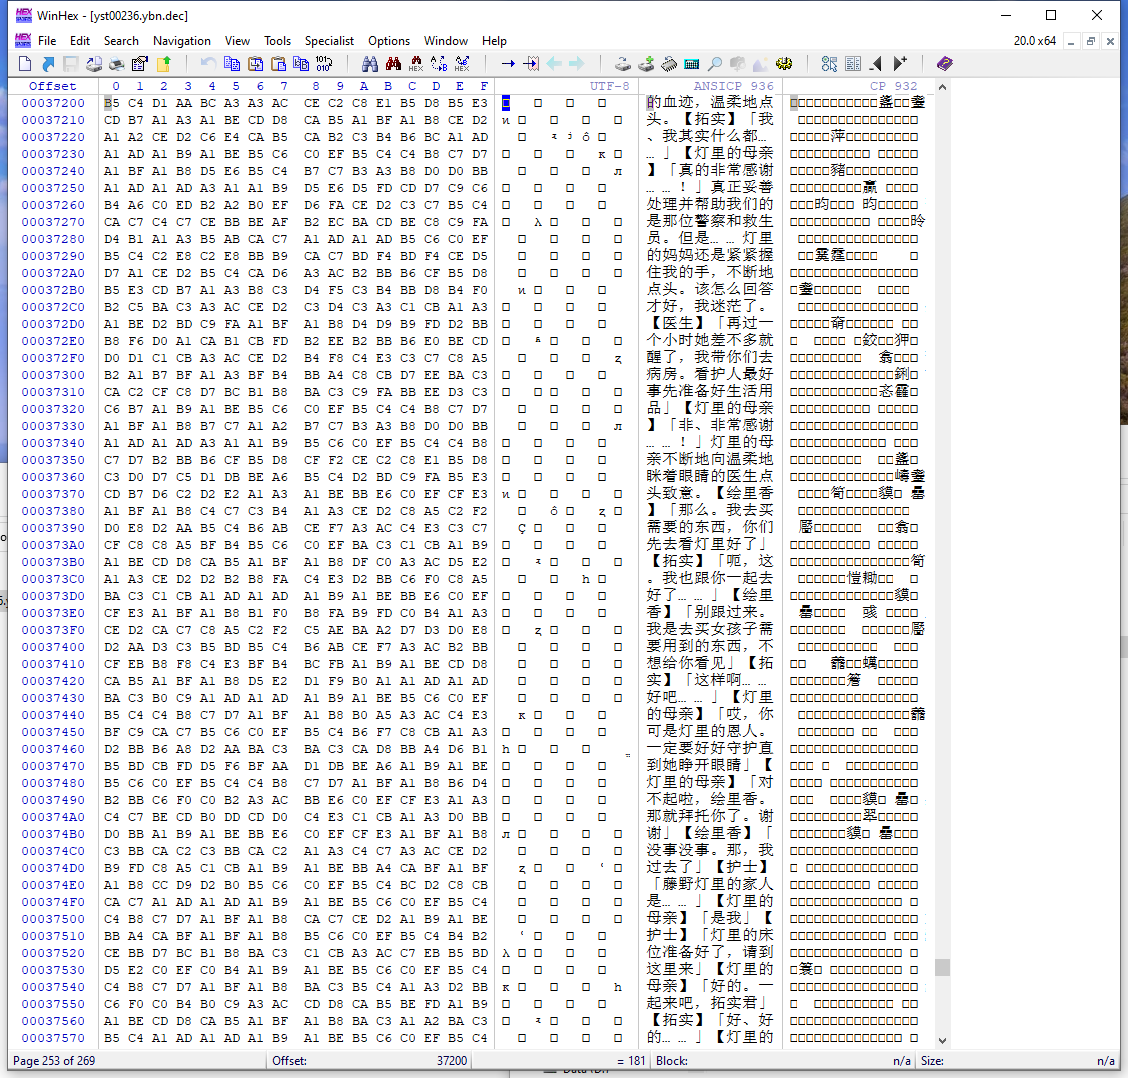 WinHex - [yst00236.ybn.dec]
File Edit Search Navigation View Tools Specialist Options Window Help
20.0 x64
Offset 0 1 2 3 4 5 6 7 8 9 A B C D E F UTF-8 ANSICP 936 CP 932
00037200 B5 C4 D1 AA BC A3 A3 AC CE C2 C8 E1 B5 D8 B5 E3 的血迹，温柔地点
00037210 CD B7 A1 A3 A1 BE CD D8 CA B5 A1 BF A1 B8 CE D2 头。【拓实】「我
00037220 A1 A2 CE D2 C6 E4 CA B5 CA B2 C3 B4 B6 BC A1 AD 、我其实什么都…
00037230 A1 AD A1 B9 A1 BE B5 C6 C0 EF B5 C4 C4 B8 C7 D7 …」【灯里的母亲
00037240 A1 BF A1 B8 D5 E6 B5 C4 B7 C7 B3 A3 B8 D0 D0 BB 】「真的非常感谢
00037250 A1 AD A1 AD A3 A1 A1 B9 D5 E6 D5 FD CD D7 C9 C6 ……！」真正妥善
00037260 B4 A6 C0 ED B2 A2 B0 EF D6 FA CE D2 C3 C7 B5 C4 处理并帮助我们的
00037270 CA C7 C4 C7 CE BB BE AF B2 EC BA CD BE C8 C9 FA 是那位警察和救生
00037280 D4 B1 A1 A3 B5 AB CA C7 A1 AD A1 AD B5 C6 C0 EF 员。但是……灯里
00037290 B5 C4 C2 E8 C2 E8 BB B9 CA C7 BD F4 BD F4 CE D5 的妈妈还是紧紧握
000372A0 D7 A1 CE D2 B5 C4 CA D6 A3 AC B2 BB B6 CF B5 D8 住我的手，不断地
000372B0 B5 E3 CD B7 A1 A3 B8 C3 D4 F5 C3 B4 BB D8 B4 F0 点头。该怎么回答
000372C0 B2 C5 BA C3 A3 AC CE D2 C3 D4 C3 A3 C1 CB A1 A3 才好，我迷茫了。
000372D0 A1 BE D2 BD C9 FA A1 BF A1 B8 D4 D9 B9 FD D2 BB 【医生】「再过一
000372E0 B8 F6 D0 A1 CA B1 CB FD B2 EE B2 BB B6 E0 BE CD 个小时她差不多就
000372F0 D0 D1 C1 CB A3 AC CE D2 B4 F8 C4 E3 C3 C7 C8 A5 醒了，我带你们去
00037300 B2 A1 B7 BF A1 A3 BF B4 BB A4 C8 CB D7 EE BA C3 病房。看护人最好
00037310 CA C2 CF C8 D7 BC B1 B8 BA C3 C9 FA BB EE D3 C3 事先准备好生活用
00037320 C6 B7 A1 B9 A1 BE B5 C6 C0 EF B5 C4 C4 B8 C7 D7 品」【灯里的母亲
00037330 A1 BF A1 B8 B7 C7 A1 A2 B7 C7 B3 A3 B8 D0 D0 BB 】「非、非常感谢
00037340 A1 AD A1 AD A3 A1 A1 B9 B5 C6 C0 EF B5 C4 C4 B8 ……！」灯里的母
00037350 C7 D7 B2 BB B6 CF B5 D8 CF F2 CE C2 C8 E1 B5 D8 亲不断地向温柔地
00037360 C3 D0 D7 C5 D1 DB BE A6 B5 C4 D2 BD C9 FA B5 E3 眯着眼睛的医生点
00037370 CD B7 D6 C2 D2 E2 A1 A3 A1 BE BB E6 C0 EF CF E3 头致意。【绘里香
00037380 A1 BF A1 B8 C4 C7 C3 B4 A1 A3 CE D2 C8 A5 C2 F2 】「那么。我去买
00037390 D0 E8 D2 AA B5 C4 B6 AB CE F7 A3 AC C4 E3 C3 C7 需要的东西，你们
000373A0 CF C8 C8 A5 BF B4 B5 C6 C0 EF BA C3 C1 CB A1 B9 先去看灯里好了」
000373B0 A1 BE CD D8 CA B5 A1 BF A1 B8 DF C0 A3 AC D5 E2 【拓实】「呃，这
000373C0 A1 A3 CE D2 D2 B2 B8 FA C4 E3 D2 BB C6 F0 C8 A5 。我也跟你一起去
000373D0 BA C3 C1 CB A1 AD A1 AD A1 B9 A1 BE BB E6 C0 EF 好了……」【绘里
000373E0 CF E3 A1 BF A1 B8 B1 F0 B8 FA B9 FD C0 B4 A1 A3 香】「别跟过来。
000373F0 CE D2 CA C7 C8 A5 C2 F2 C5 AE BA A2 D7 D3 D0 E8 我是去买女孩子需
00037400 D2 AA D3 C3 B5 BD B5 C4 B6 AB CE F7 A3 AC B2 BB 要用到的东西，不
00037410 CF EB B8 F8 C4 E3 BF B4 BC FB A1 B9 A1 BE CD D8 想给你看见」【拓
00037420 CA B5 A1 BF A1 B8 D5 E2 D1 F9 B0 A1 A1 AD A1 AD 实】「这样啊……
00037430 BA C3 B0 C9 A1 AD A1 AD A1 B9 A1 BE B5 C6 C0 EF 好吧…」【灯里
00037440 B5 C4 C4 B8 C7 D7 A1 BF A1 B8 B0 A5 A3 AC C4 E3 的母亲】「哎，你
00037450 BF C9 CA C7 B5 C6 C0 EF B5 C4 B6 F7 C8 CB A1 A3 可是灯里的恩人。
00037460 D2 BB B6 A8 D2 AA BA C3 BA C3 CA D8 BB A4 D6 B1 一定要好好守护直
00037470 B5 BD CB FD D5 F6 BF AA D1 DB BE A6 A1 B9 A1 BE 到她睁开眼睛」【
00037480 B5 C6 C0 EF B5 C4 C4 B8 C7 D7 A1 BF A1 B8 B6 D4 灯里的母亲】「对
00037490 B2 BB C6 F0 C0 B2 A3 AC BB E6 C0 EF CF E3 A1 A3 不起啦，绘里香。
000374A0 C4 C7 BE CD B0 DD CD D0 C4 E3 C1 CB A1 A3 D0 BB 那就拜托你了。谢
000374B0 D0 BB A1 B9 A1 BE BB E6 C0 EF CF E3 A1 BF A1 B8 谢」【绘里香】「
000374C0 C3 BB CA C2 C3 BB CA C2 A1 A3 C4 C7 A3 AC CE D2 没事没事。那，我
000374D0 B9 FD C8 A5 C1 CB A1 B9 A1 BE BB A4 CA BF A1 BF 过去了」【护士】
000374E0 A1 B8 CC D9 D2 B0 B5 C6 C0 EF B5 C4 BC D2 C8 CB 「藤野灯里的家人
000374F0 CA C7 A1 AD A1 AD A1 B9 A1 BE B5 C6 C0 EF B5 C4 是……」【灯里的
00037500 C4 B8 C7 D7 A1 BF A1 B8 CA C7 CE D2 A1 B9 A1 BE 母亲】「是我」【
00037510 BB A4 CA BF A1 BF A1 B8 B5 C6 C0 EF B5 C4 B4 B2 护士】「灯里的床
00037520 CE BB D7 BC B1 B8 BA C3 C1 CB A3 AC C7 EB B5 BD 位准备好了，请到
00037530 D5 E2 C0 EF C0 B4 A1 B9 A1 BE B5 C6 C0 EF B5 C4 这里来」【灯里的
00037540 C4 B8 C7 D7 A1 BF A1 B8 BA C3 B5 C4 A1 A3 D2 BB 母亲】「好的。一
00037550 C6 F0 C0 B4 B0 C9 A3 AC CD D8 CA B5 BE FD A1 B9 起来吧，拓实君」
00037560 A1 BE CD D8 CA B5 A1 BF A1 B8 BA C3 A1 A2 BA C3 【拓实】「好、好
00037570 B5 C4 A1 AD A1 AD A1 B9 A1 BE B5 C6 C0 EF B5 C4 的……」【灯里的
Page 253 of 269 Offset: 37200 = 181 Block: n/a Size: n/a